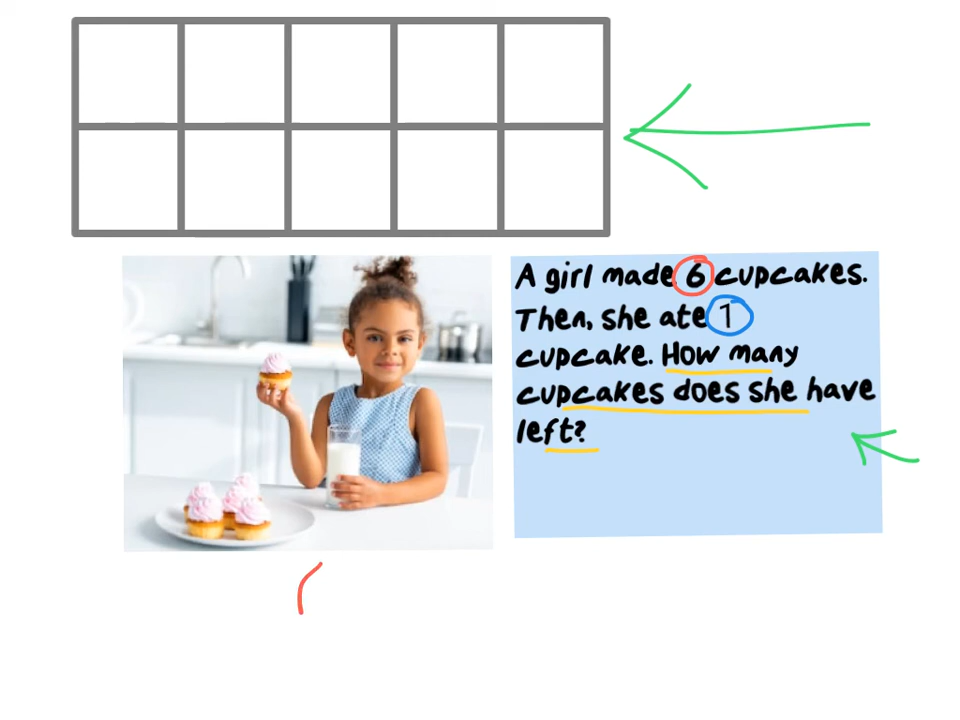 A girl made 6 cupcakes.
Then, she ate 1
cupcake. How many
cupcakes does she have
left?